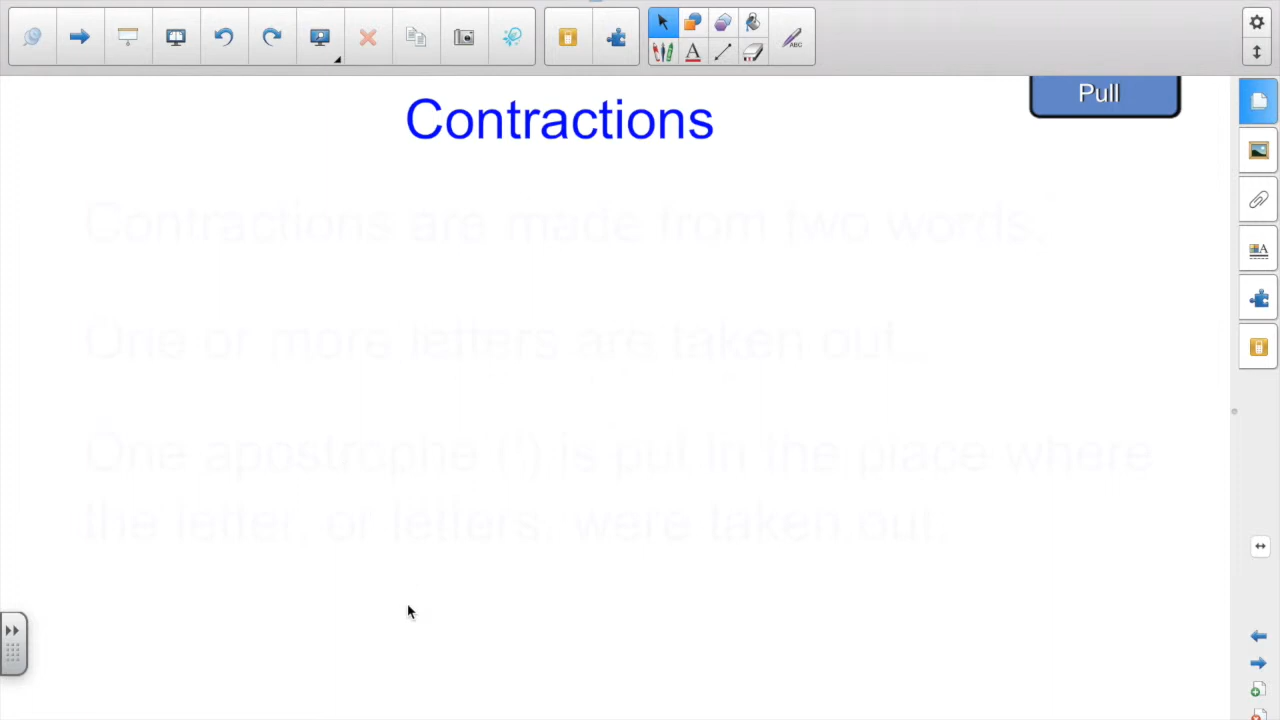 ABC
A
A
Contractions
Pull
Contractions are made from two words.
One or more letters are taken out.
One apostrophe (') is put in the place where
the letter, or letters, were taken out.